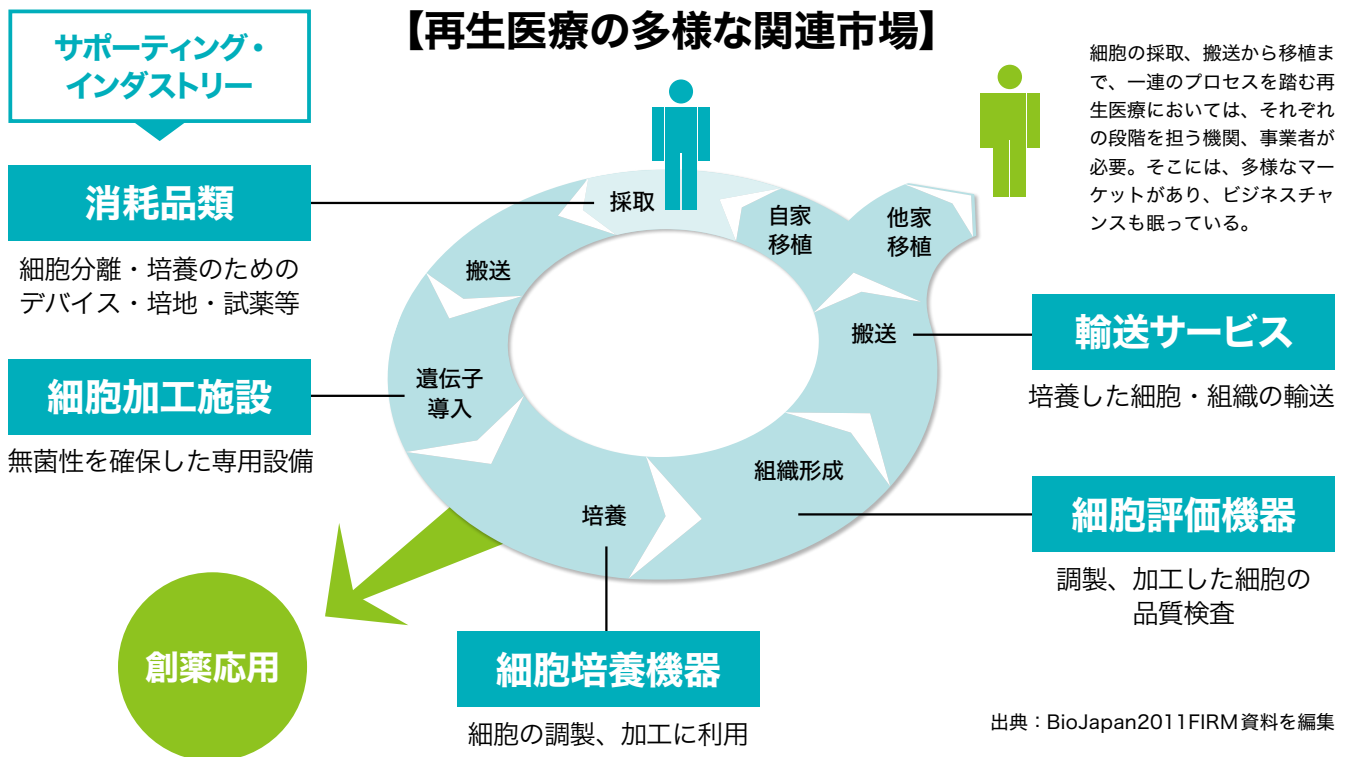 【再生医療の多様な関連市場】
サポーティング・
インダストリー
細胞の採取、搬送から移植ま
で、一連のプロセスを踏む再
生医療においては、それぞれ
の段階を担う機関、事業者が
必要。そこには、多様なマー
ケットがあり、ビジネスチャ
ンスも眠っている。
消耗品類
細胞分離・培養のための
デバイス・培地・試薬等
細胞加工施設
無菌性を確保した専用設備
採取
搬送
遺伝子
導入
培養
組織形成
搬送
自家
移植
他家
移植
輸送サービス
培養した細胞・組織の輸送
細胞評価機器
調製、加工した細胞の
品質検査
創薬応用
細胞培養機器
細胞の調製、加工に利用
出典：BioJapan2011FIRM資料を編集